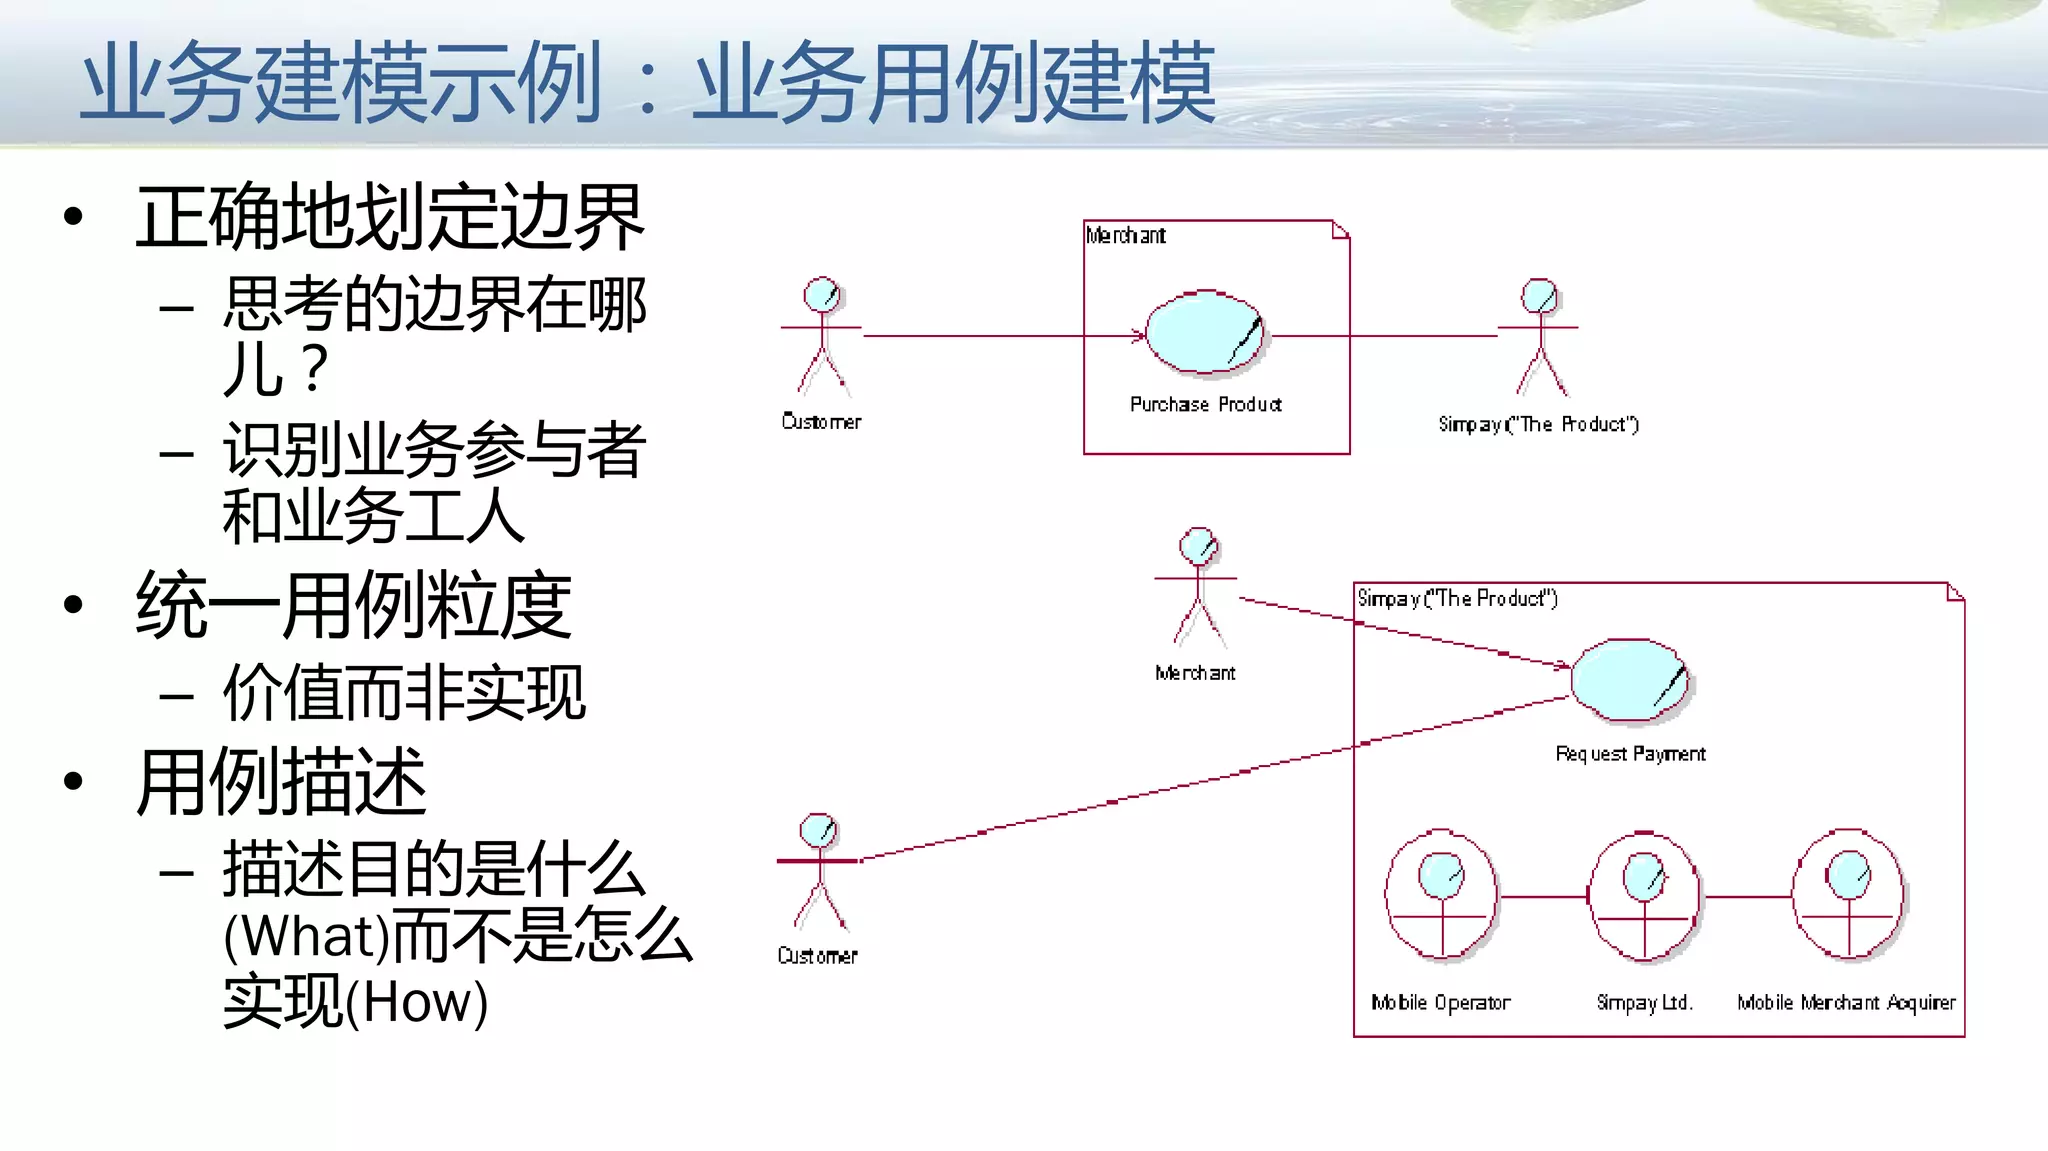 业务建模示例：业务用例建模
• 正确地划定边界
– 思考的边界在哪
儿？
– 识别业务参与者
和业务工人
• 统一用例粒度
– 价值而非实现
• 用例描述
– 描述目的是什么
(What)而不是怎么
实现(How)
Merchant
Customer
Purchase Product
Simpay ("The Product")
Merchant
Simpay ("The Product")
Request Payment
Customer
Mobile Operator
Simpay Ltd.
Mobile Merchant Acquirer